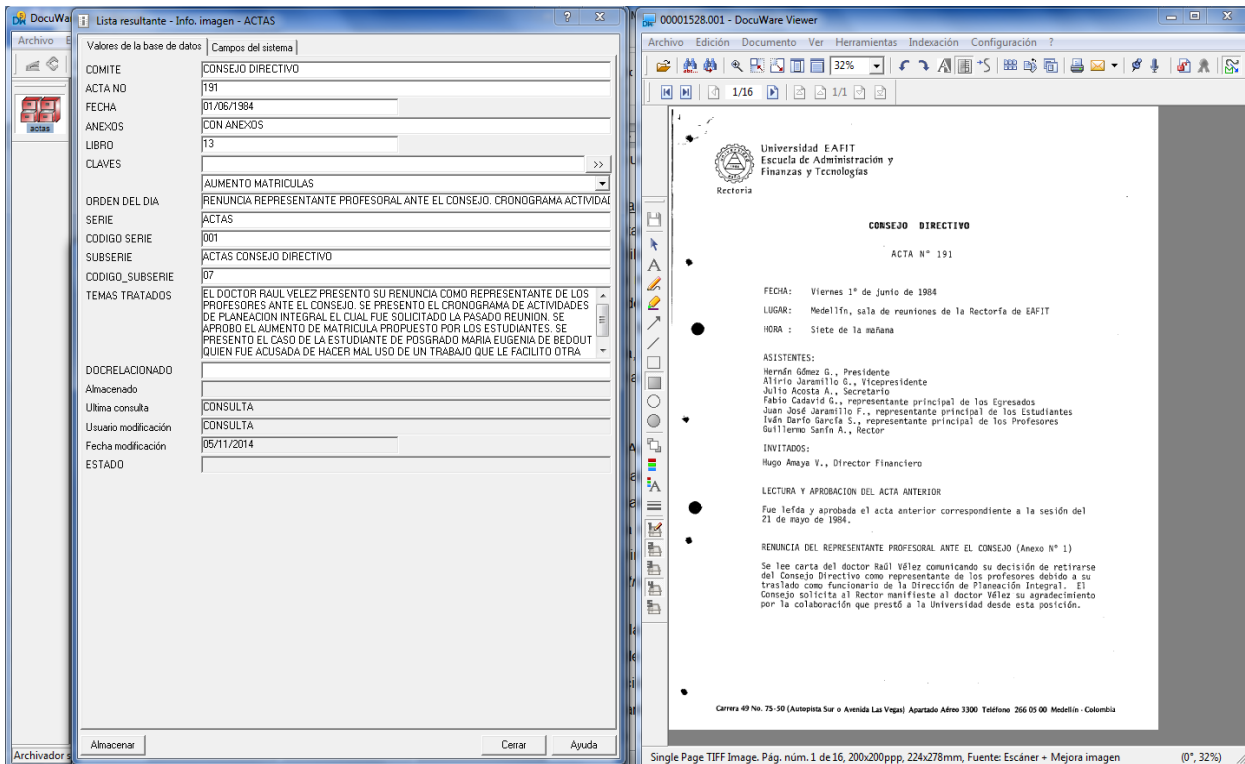 DocuWa
Archivo E
actas
Archivador s
Lista resultante - Info. imagen - ACTAS
Valores de la base de datos Campos del sistema
COMITE CONSEJO DIRECTIVO
ACTA NO 191
FECHA 01/06/1984
ANEXOS CON ANEXOS
LIBRO 13
CLAVES >>
AUMENTO MATRICULAS
ORDEN DEL DIA RENUNCIA REPRESENTANTE PROFESORAL ANTE EL CONSEJO. CRONOGRAMA ACTIVIDAD
SERIE ACTAS
CODIGO SERIE 001
SUBSERIE ACTAS CONSEJO DIRECTIVO
CODIGO_SUBSERIE 07
TEMAS TRATADOS EL DOCTOR RAUL VELEZ PRESENTO SU RENUNCIA COMO REPRESENTANTE DE LOS
PROFESORES ANTE EL CONSEJO. SE PRESENTO EL CRONOGRAMA DE ACTIVIDADES
DE PLANEACION INTEGRAL EL CUAL FUE SOLICITADO LA PASADO REUNION. SE
APROBO EL AUMENTO DE MATRICULA PROPUESTO POR LOS ESTUDIANTES. SE
PRESENTO EL CASO DE LA ESTUDIANTE DE POSGRADO MARIA EUGENIA DE BEDOUT
QUIEN FUE ACUSADA DE HACER MAL USO DE UN TRABAJO QUE LE FACILITO OTRA
DOCRELACIONADO
Almacenado
Ultima consulta CONSULTA
Usuario modificación CONSULTA
Fecha modificación 05/11/2014
ESTADO
Almacenar Cerrar Ayuda
00001528.001 - DocuWare Viewer
Archivo Edición Documento Ver Herramientas Indexación Configuración ?
32%
1/16 1/1
Universidad EAFIT
Escuela de Administración y
Finanzas y Tecnologías
Rectoría
CONSEJO DIRECTIVO
ACTA N° 191
FECHA: Viernes 1° de junio de 1984
LUGAR: Medellín, sala de reuniones de la Rectoría de EAFIT
HORA : Siete de la mañana
ASISTENTES:
Hernán Gómez G., Presidente
Alirio Jaramillo G., Vicepresidente
Julio Acosta A., Secretario
Fabio Cadavid G., representante principal de los Egresados
Juan José Jaramillo F., representante principal de los Estudiantes
Iván Darío García S., representante principal de los Profesores
Guillermo Sanín A., Rector
INVITADOS:
Hugo Amaya V., Director Financiero
LECTURA Y APROBACION DEL ACTA ANTERIOR
Fue leída y aprobada el acta anterior correspondiente a la sesión del
21 de mayo de 1984.
RENUNCIA DEL REPRESENTANTE PROFESORAL ANTE EL CONSEJO (Anexo N° 1)
Se lee carta del doctor Raúl Vélez comunicando su decisión de retirarse
del Consejo Directivo como representante de los profesores debido a su
traslado como funcionario de la Dirección de Planeación Integral. El
Consejo solicita al Rector manifieste al doctor Vélez su agradecimiento
por la colaboración que prestó a la Universidad desde esta posición.
Carrera 49 No. 75-50 (Autopista Sur o Avenida Las Vegas) Apartado Aéreo 3300 Teléfono 266 05 00 Medellín - Colombia
Single Page TIFF Image. Pág. núm. 1 de 16, 200x200ppp, 224x278mm, Fuente: Escáner + Mejora imagen (0°, 32%)